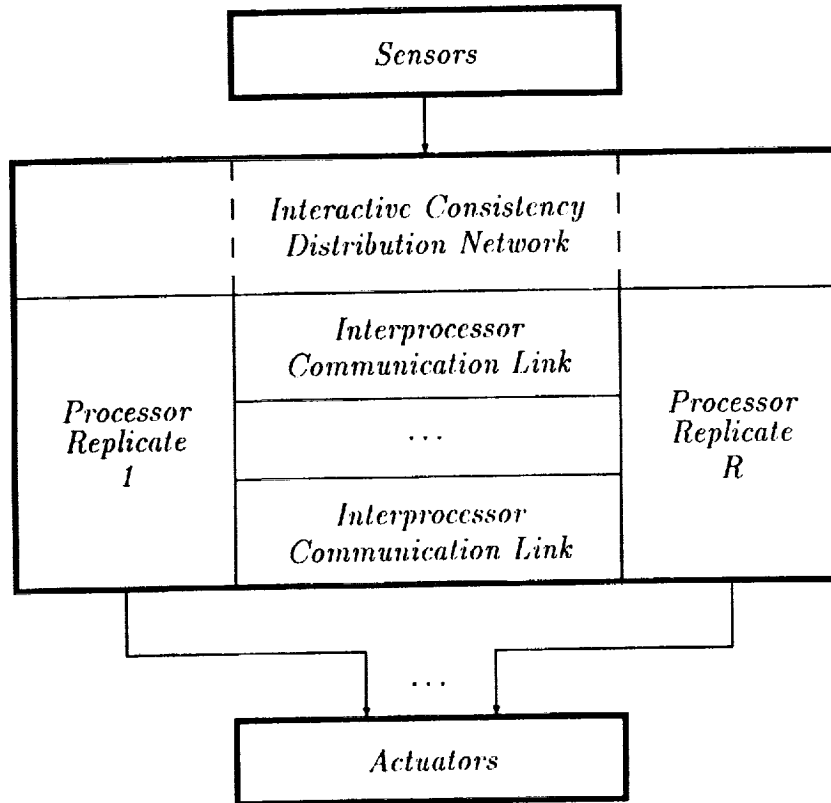 Sensors
Interactive Consistency
Distribution Network
Interprocessor
Communication Link
Processor
Replicate
1
...
Processor
Replicate
R
Interprocessor
Communication Link
...
Actuators